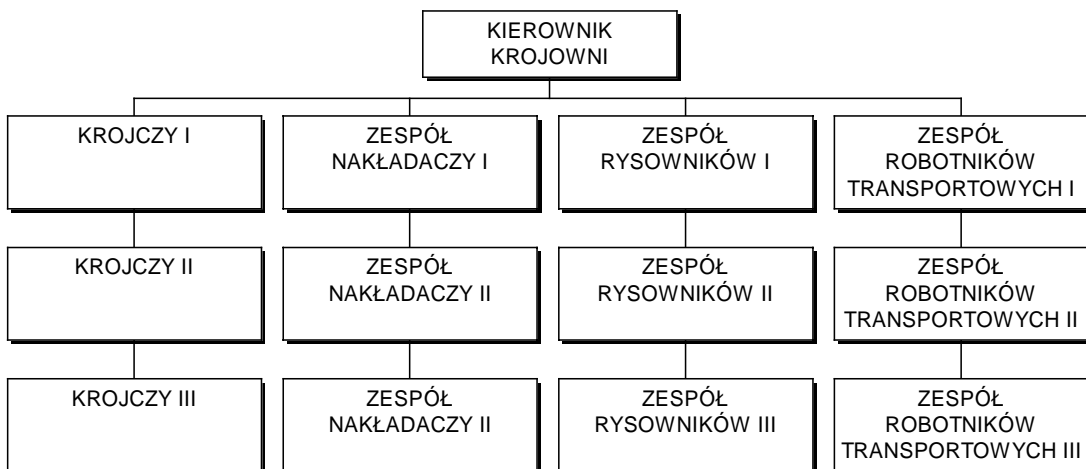 KIEROWNIK
KROJOWNI
KROJCZY I
ZESPÓŁ
NAKŁADACZY I
ZESPÓŁ
RYSOWNIKÓW I
ZESPÓŁ
ROBOTNIKÓW
TRANSPORTOWYCH I
KROJCZY II
ZESPÓŁ
NAKŁADACZY II
ZESPÓŁ
RYSOWNIKÓW II
ZESPÓŁ
ROBOTNIKÓW
TRANSPORTOWYCH II
KROJCZY III
ZESPÓŁ
NAKŁADACZY II
ZESPÓŁ
RYSOWNIKÓW III
ZESPÓŁ
ROBOTNIKÓW
TRANSPORTOWYCH III